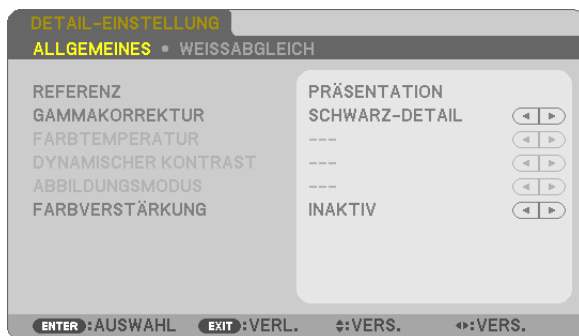 DETAIL-EINSTELLUNG
ALLGEMEINES • WEISSABGLEICH
REFERENZ PRÄSENTATION
GAMMAKORREKTUR SCHWARZ-DETAIL
FARBTEMPERATUR ---
DYNAMISCHER KONTRAST ---
ABBILDUNGSMODUS ---
FARBVERSTÄRKUNG INAKTIV
ENTER:AUSWAHL EXIT:VERL. :VERS. :VERS.